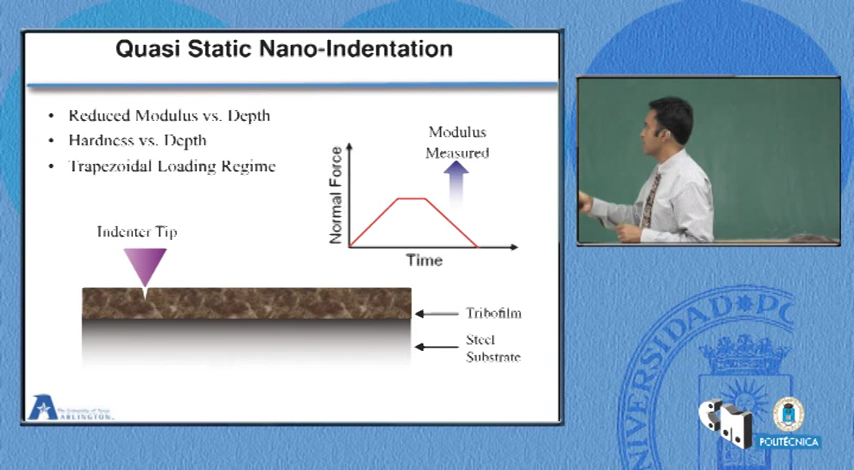 Quasi Static Nano-Indentation
• Reduced Modulus vs. Depth
• Hardness vs. Depth
• Trapezoidal Loading Regime
Modulus
Measured
Normal Force
Time
Indenter Tip
Tribofilm
Steel
Substrate
The University of Texas
ARLINGTON
UNIVERSIDAD PO
POLITÉCNICA